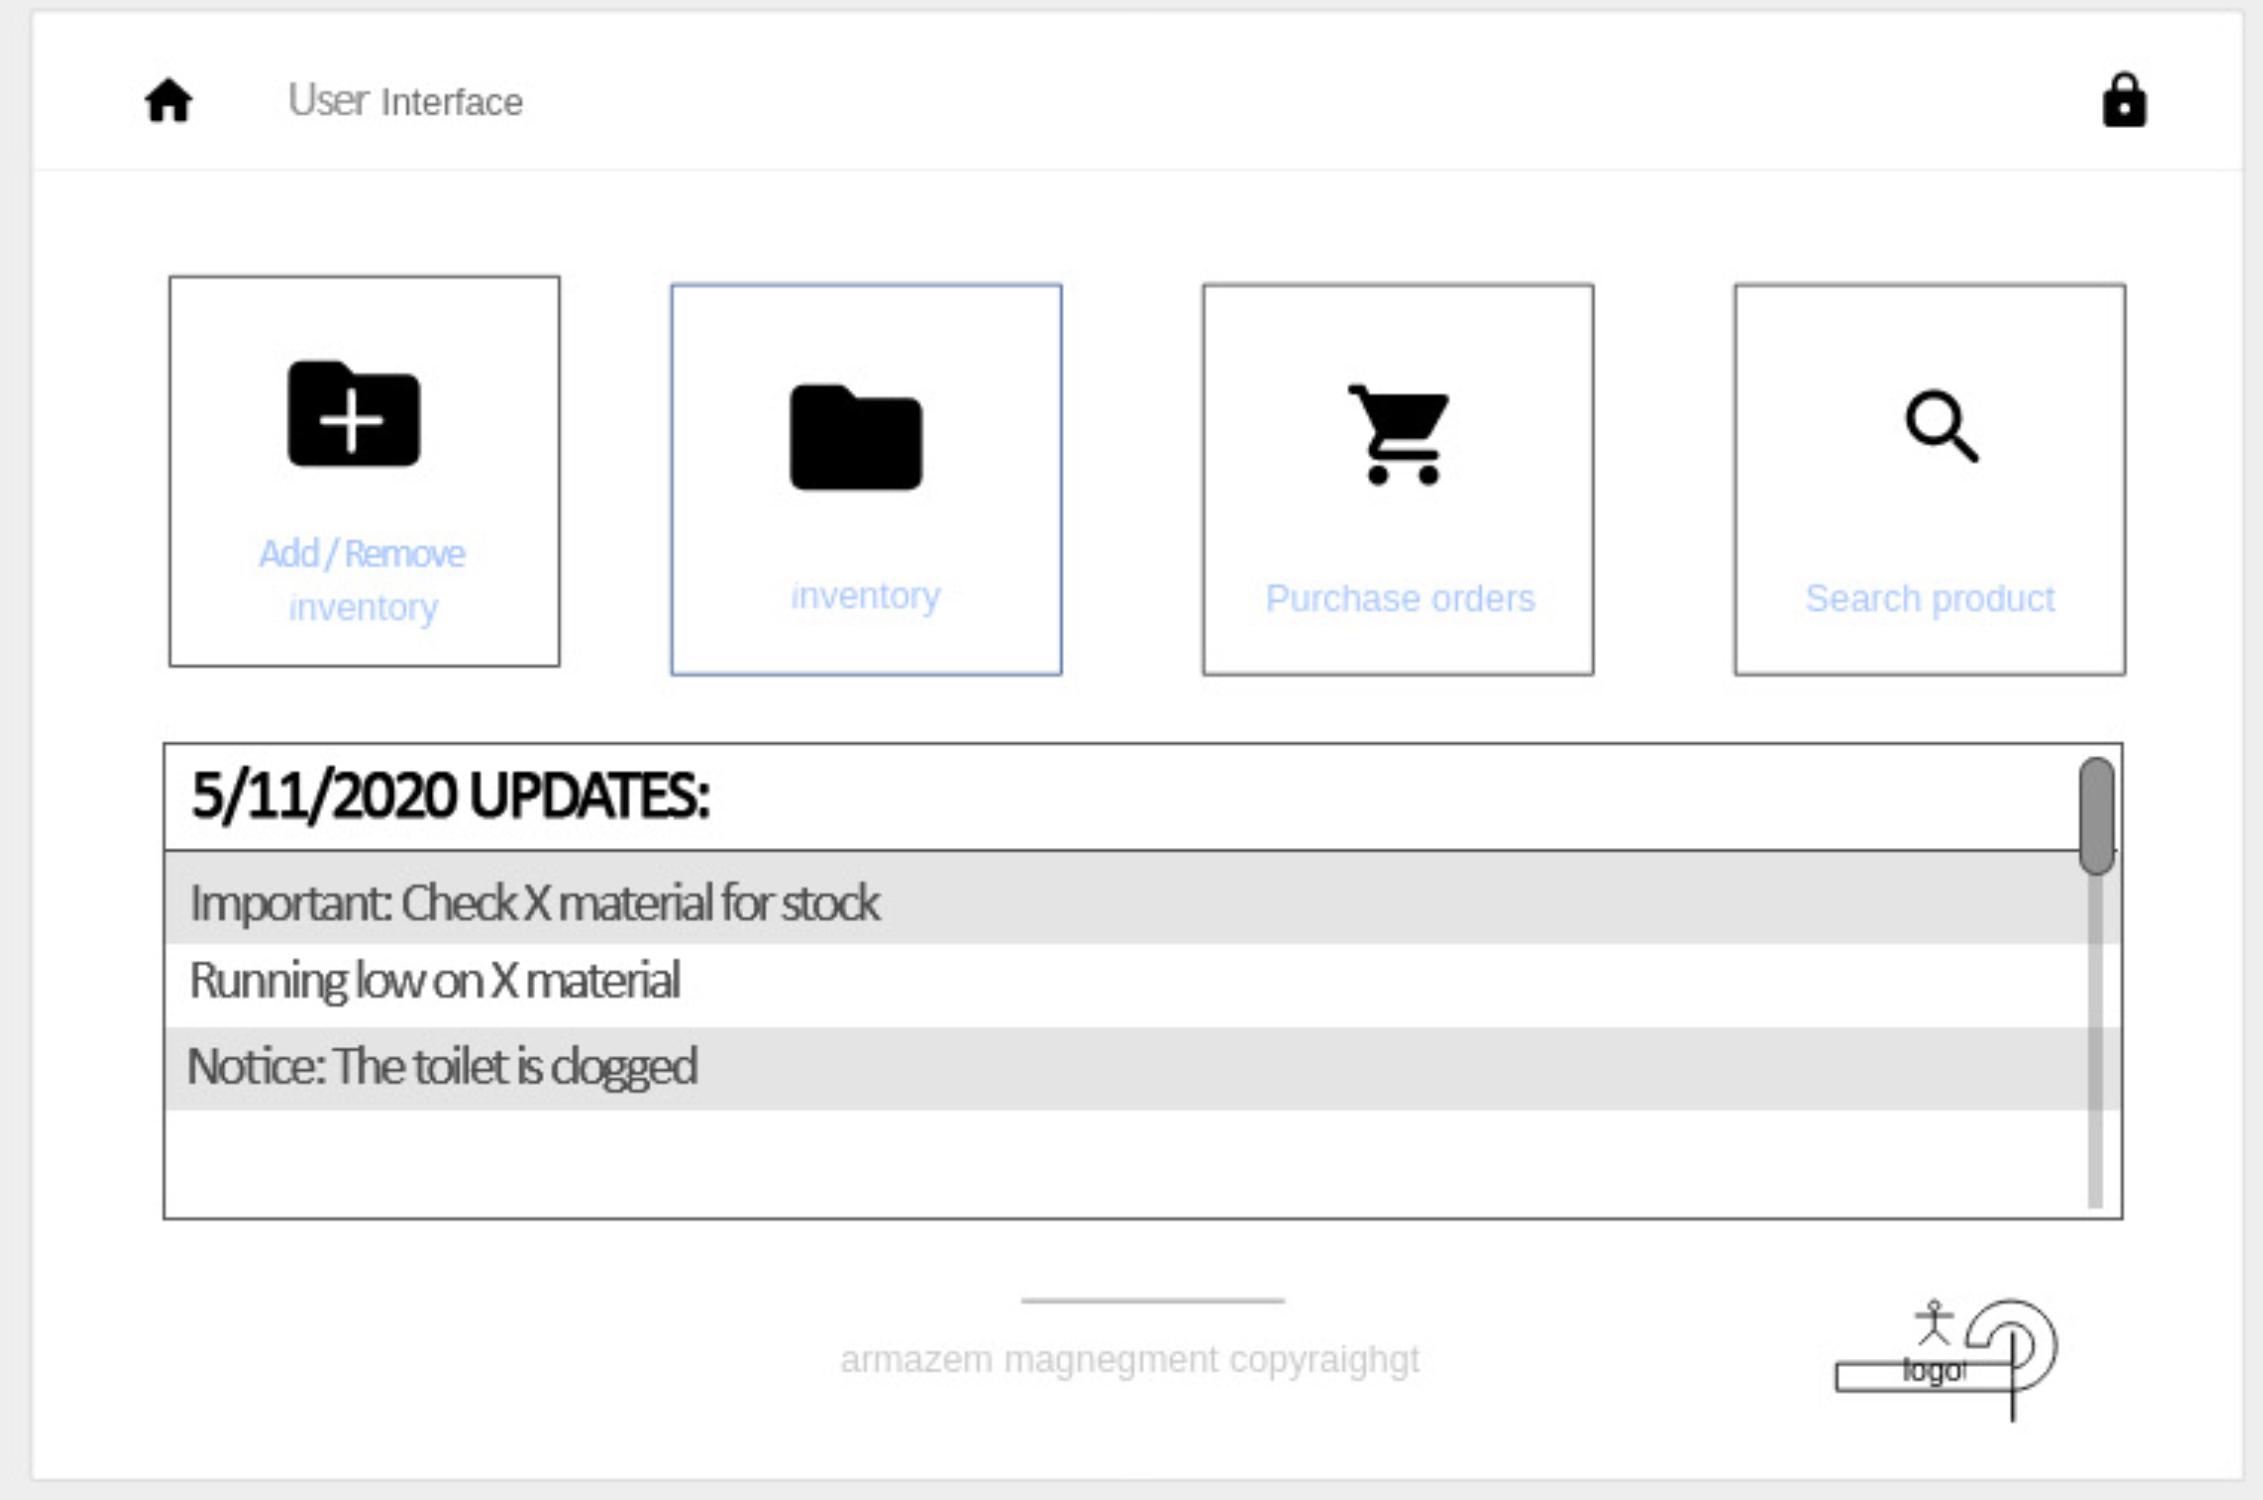 User Interface
Add / Remove
inventory
inventory
Purchase orders
Search product
5/11/2020 UPDATES:
Important: Check X material for stock
Running low on X material
Notice: The toilet is clogged
armazem magnegment copyraighgt
logo